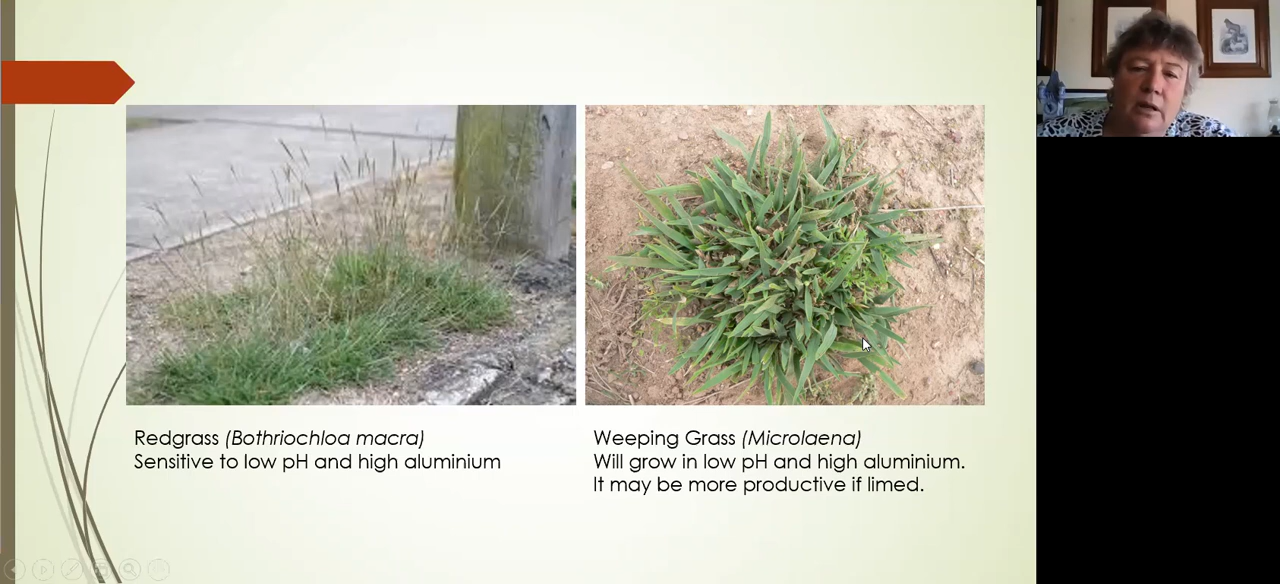 Redgrass (Bothriochloa macra)
Sensitive to low pH and high aluminium
Weeping Grass (Microlaena)
Will grow in low pH and high aluminium.
It may be more productive if limed.